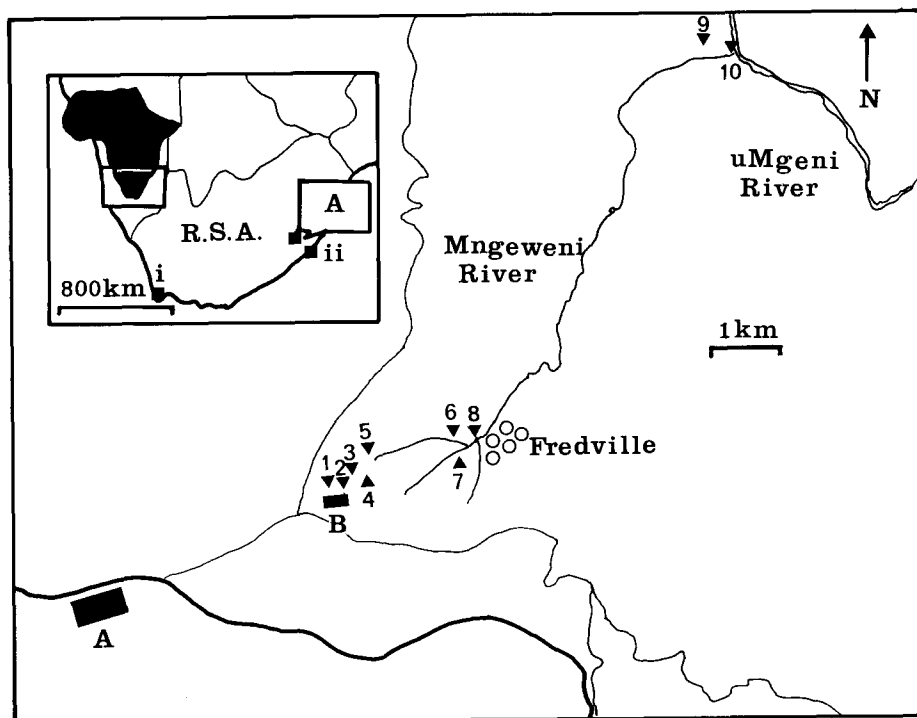 9
10
N
uMgeni
River
A
R.S.A.
ii
i
800km
Mngeweni
River
1km
6 8
5
3
1 2
4
7
Fredville
B
A